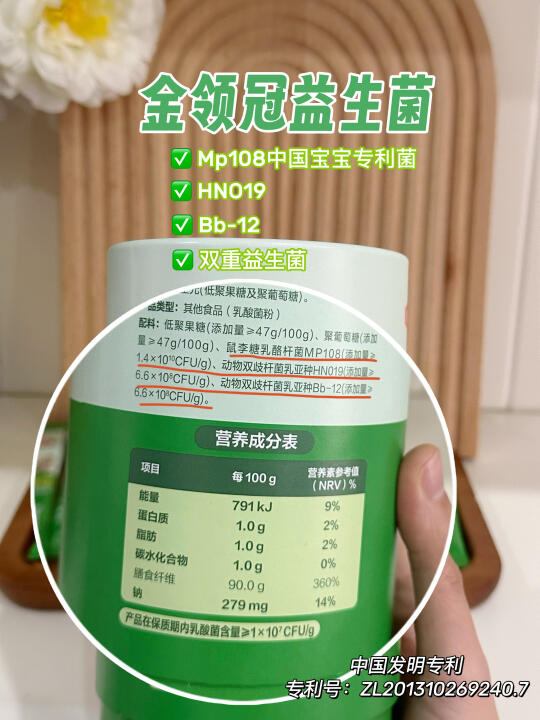 金领冠益生菌
Mp108中国宝宝专利菌
HN019
Bb-12
双重益生菌
(低聚果糖及聚葡萄糖)。
品类型：其他食品（乳酸菌粉）
配料：低聚果糖(添加量≥47g/100g)、聚葡萄糖(添加
量≥47g/100g)、鼠李糖乳酪杆菌MP108(添加量≥
1.4×10¹⁰CFU/g)、动物双歧杆菌乳亚种HN019(添加量≥
6.6×10⁸CFU/g)、动物双歧杆菌乳亚种Bb-12(添加量≥
6.6×10⁸CFU/g)。
营养成分表
项目 每100g 营养素参考值
（NRV）%
能量 791kJ 9%
蛋白质 1.0g 2%
脂肪 1.0g 2%
碳水化合物 1.0g 0%
膳食纤维 90.0g 360%
钠 279mg 14%
产品在保质期内乳酸菌含量≥1×10⁷CFU/g
中国发明专利
专利号：ZL201310269240.7